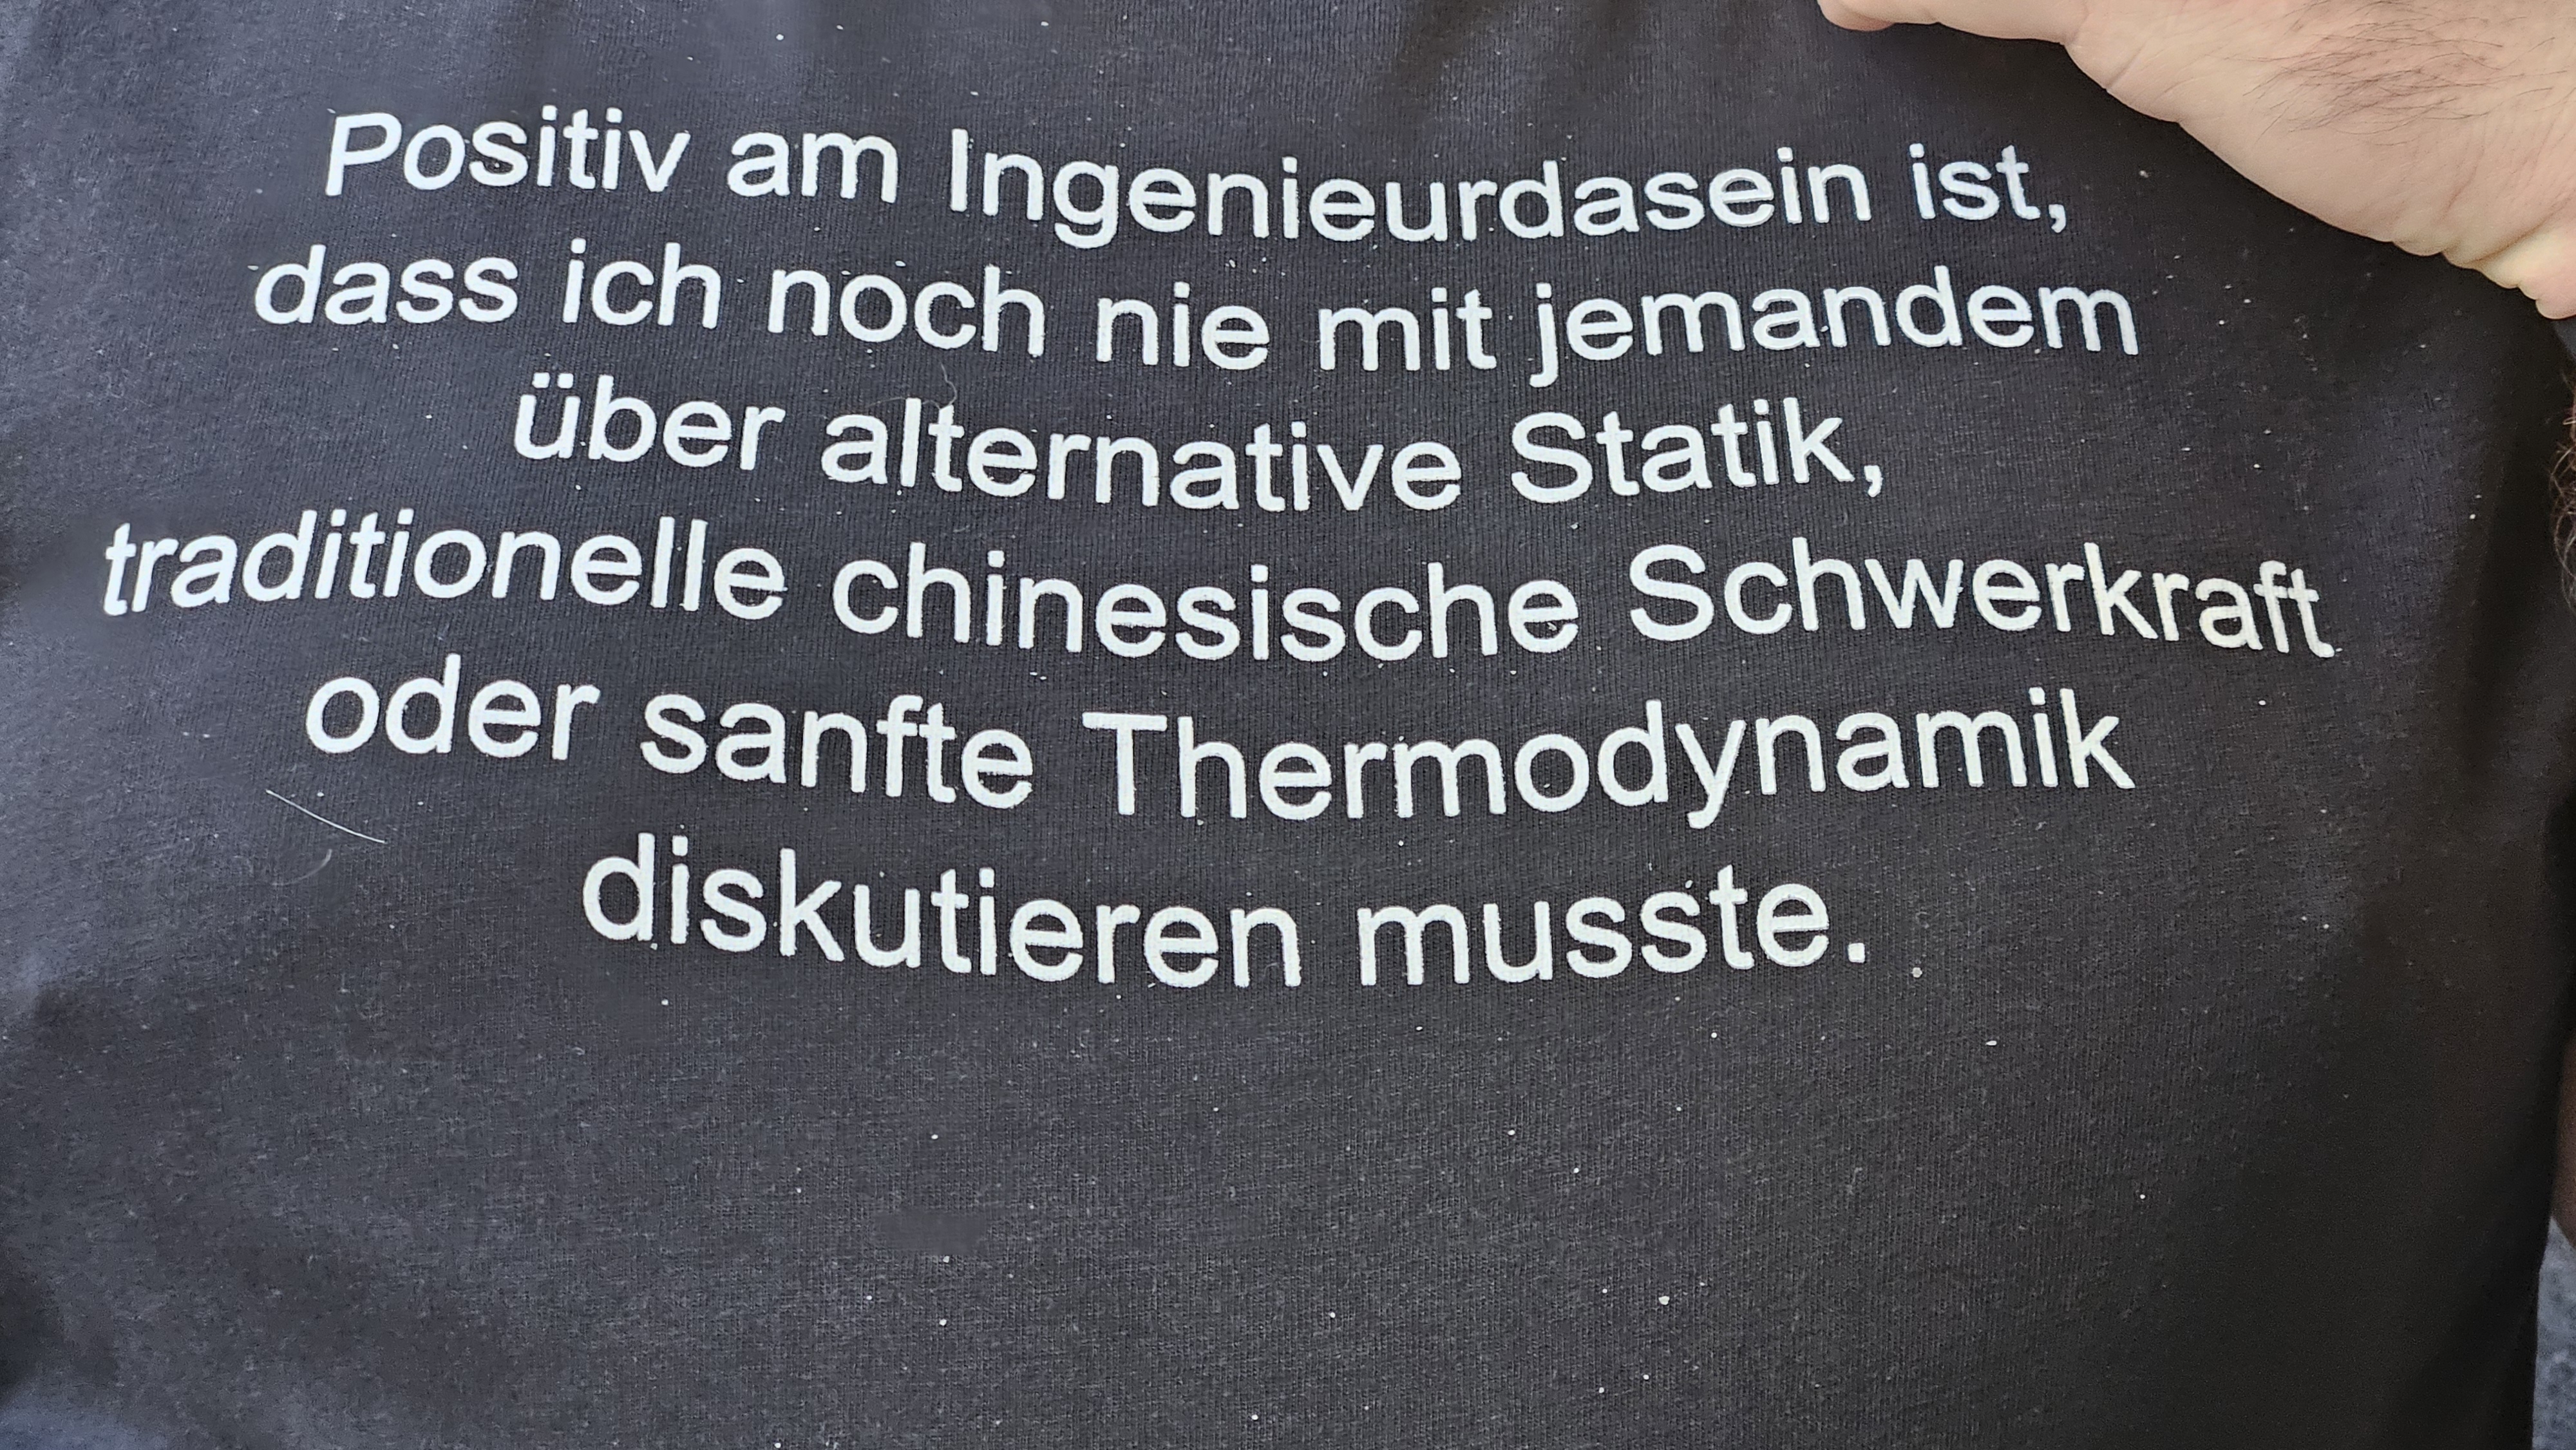 Positiv am Ingenieurdasein ist,
dass ich noch nie mit jemandem
über alternative Statik,
traditionelle chinesische Schwerkraft
oder sanfte Thermodynamik
diskutieren musste.